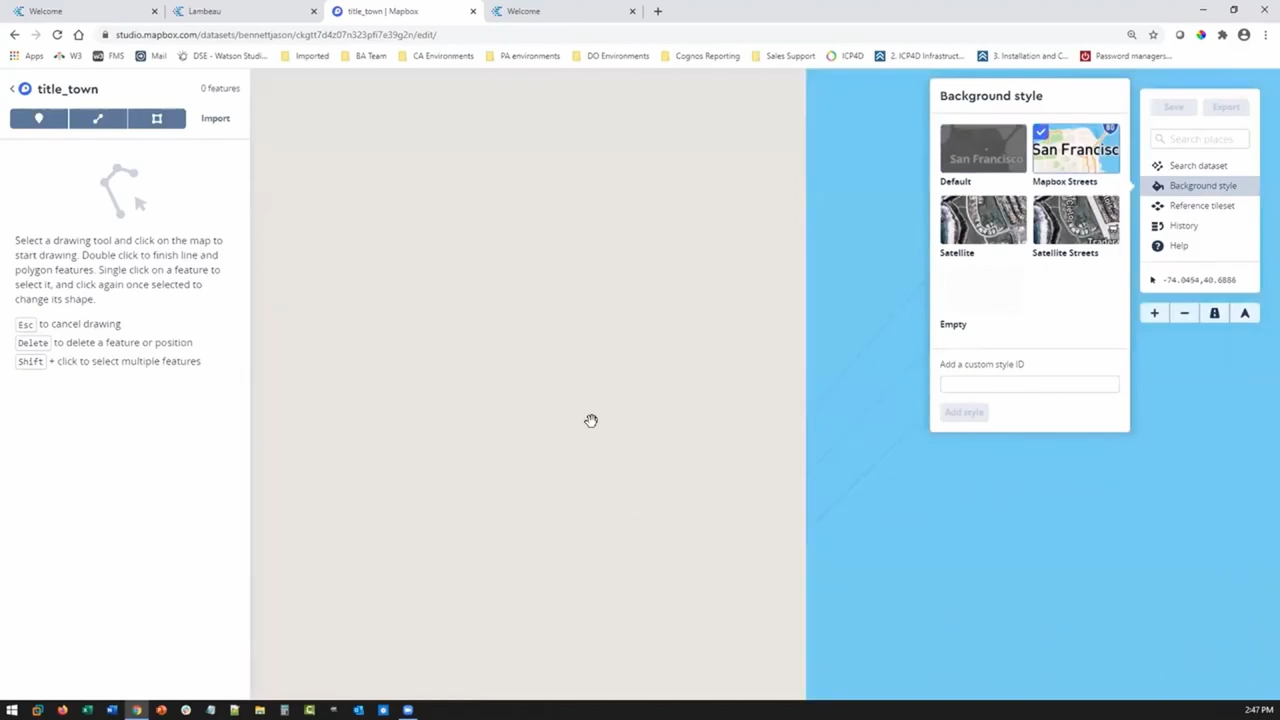 Welcome
Lambeau
title_town | Mapbox
Welcome
studio.mapbox.com/datasets/bennettjason/ckgtt7d4z07n323pfi7e39g2n/edit/
Apps
W3
FMS
Mail
DSE - Watson Studi...
Imported
BA Team
CA Environments
PA environments
DO Environments
Cognos Reporting
Sales Support
ICP4D
2. ICP4D Infrastruct...
3. Installation and C...
Password managers...
title_town
0 features
Import
Select a drawing tool and click on the map to
start drawing. Double click to finish line and
polygon features. Single click on a feature to
select it, and click again once selected to
change its shape.
Esc to cancel drawing
Delete to delete a feature or position
Shift + click to select multiple features
Background style
San Francisco
Default
San Francisc
80
Mapbox Streets
Satellite
Satellite Streets
Empty
Add a custom style ID
Add style
Save
Export
Search places
Search dataset
Background style
Reference tileset
History
Help
-74.0454,40.6886
2:47 PM